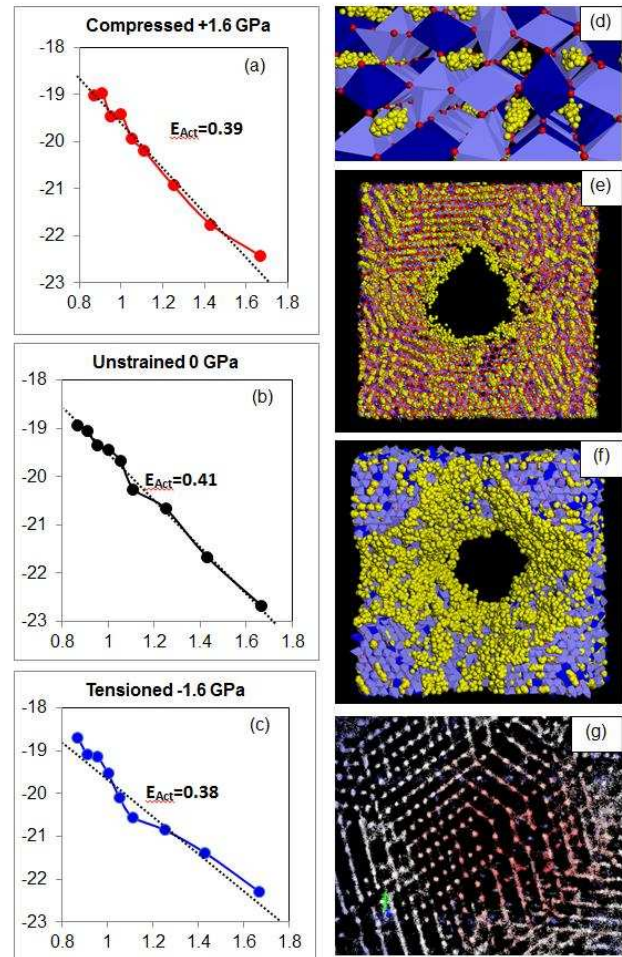 Compressed +1.6 GPa
(a)
-18
-19
-20
-21
-22
-23
E_Act=0.39
0.8 1 1.2 1.4 1.6 1.8
Unstrained 0 GPa
(b)
-18
-19
-20
-21
-22
-23
E_Act=0.41
0.8 1 1.2 1.4 1.6 1.8
Tensioned -1.6 GPa
(c)
-18
-19
-20
-21
-22
-23
E_Act=0.38
0.8 1 1.2 1.4 1.6 1.8
(d)
(e)
(f)
(g)